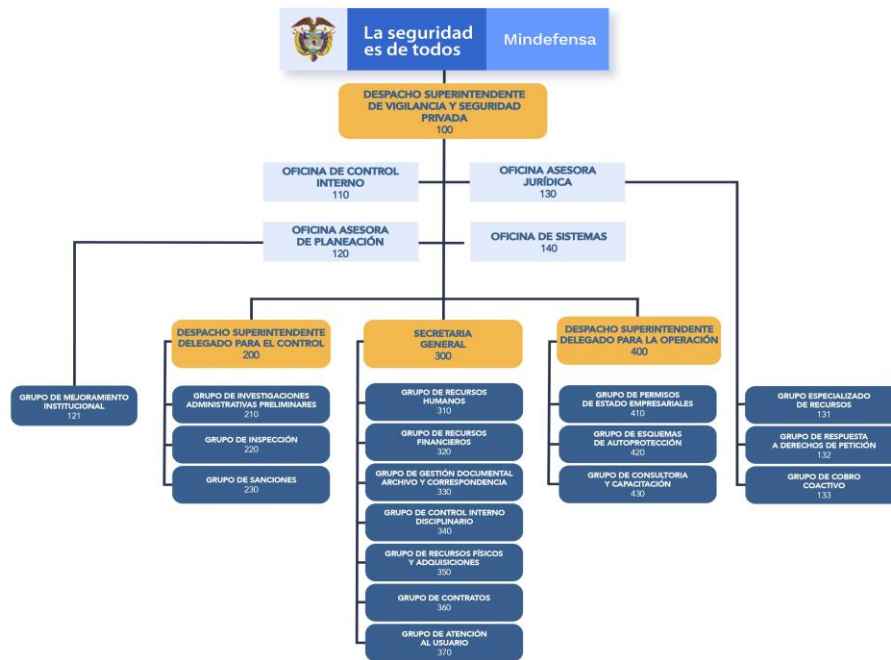 La seguridad
es de todos
Mindefensa
DESPACHO SUPERINTENDENTE
DE VIGILANCIA Y SEGURIDAD
PRIVADA
100
OFICINA DE CONTROL
INTERNO
110
OFICINA ASESORA
JURÍDICA
130
OFICINA ASESORA
DE PLANEACIÓN
120
OFICINA DE SISTEMAS
140
DESPACHO SUPERINTENDENTE
DELEGADO PARA EL CONTROL
200
SECRETARIA
GENERAL
300
DESPACHO SUPERINTENDENTE
DELEGADO PARA LA OPERACIÓN
400
GRUPO DE MEJORAMIENTO
INSTITUCIONAL
121
GRUPO DE INVESTIGACIONES
ADMINISTRATIVAS PRELIMINARES
210
GRUPO DE INSPECCIÓN
220
GRUPO DE SANCIONES
230
GRUPO DE RECURSOS
HUMANOS
310
GRUPO DE RECURSOS
FINANCIEROS
320
GRUPO DE GESTIÓN DOCUMENTAL
ARCHIVO Y CORRESPONDENCIA
330
GRUPO DE CONTROL INTERNO
DISCIPLINARIO
340
GRUPO DE RECURSOS FÍSICOS
Y ADQUISICIONES
350
GRUPO DE CONTRATOS
360
GRUPO DE ATENCIÓN
AL USUARIO
370
GRUPO DE PERMISOS
DE ESTADO EMPRESARIALES
410
GRUPO DE ESQUEMAS
DE AUTOPROTECCIÓN
420
GRUPO DE CONSULTORIA
Y CAPACITACIÓN
430
GRUPO ESPECIALIZADO
DE RECURSOS
131
GRUPO DE RESPUESTA
A DERECHOS DE PETICIÓN
132
GRUPO DE COBRO
COACTIVO
133